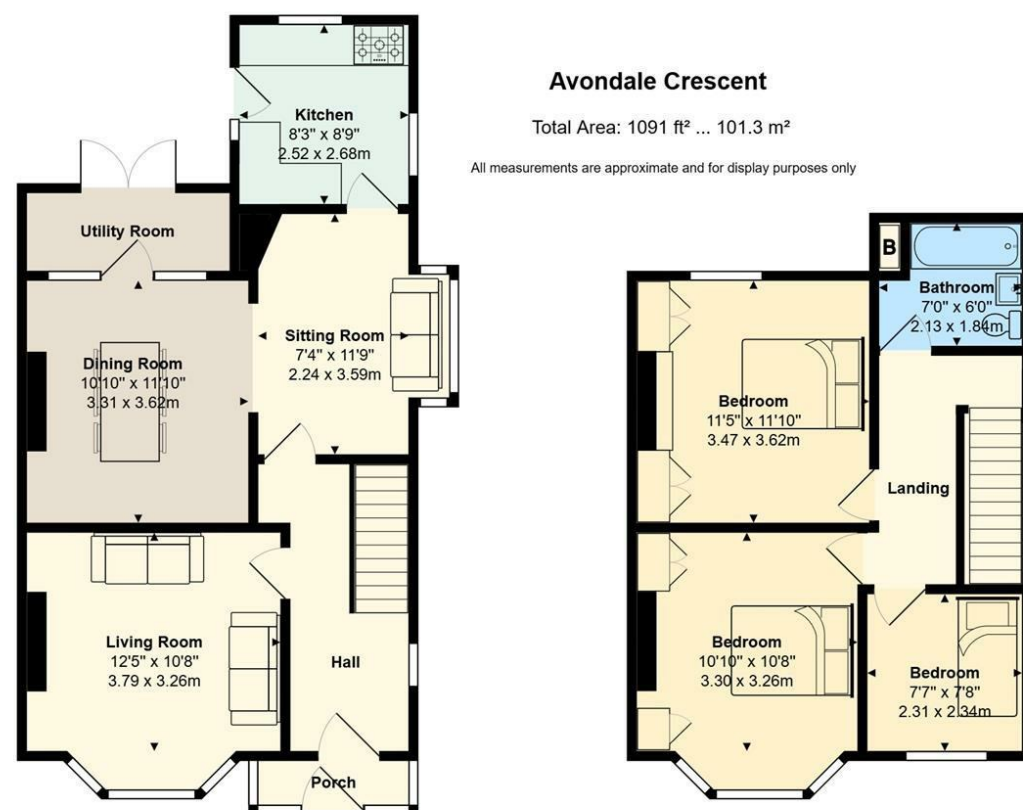 Avondale Crescent
Total Area: 1091 ft² ... 101.3 m²
All measurements are approximate and for display purposes only
Kitchen
8'3" x 8'9"
2.52 x 2.68m
Utility Room
Sitting Room
7'4" x 11'9"
2.24 x 3.59m
Dining Room
10'10" x 11'10"
3.31 x 3.62m
Living Room
12'5" x 10'8"
3.79 x 3.26m
Hall
Porch
B
Bathroom
7'0" x 6'0"
2.13 x 1.84m
Bedroom
11'5" x 11'10"
3.47 x 3.62m
Landing
Bedroom
10'10" x 10'8"
3.30 x 3.26m
Bedroom
7'7" x 7'8"
2.31 x 2.34m